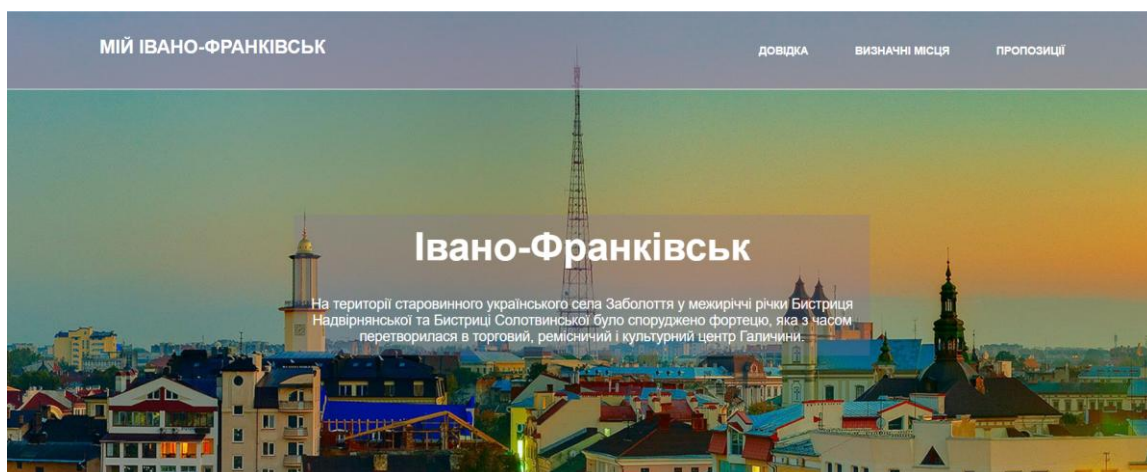 МІЙ ІВАНО-ФРАНКІВСЬК
ДОВІДКА
ВИЗНАЧНІ МІСЦЯ
ПРОПОЗИЦІЇ
Івано-Франківськ
На території старовинного українського села Заболоття у межиріччі річки Бистриця
Надвірнянської та Бистриці Солотвинської було споруджено фортецю, яка з часом
перетворилася в торговий, ремісничий і культурний центр Галичини.